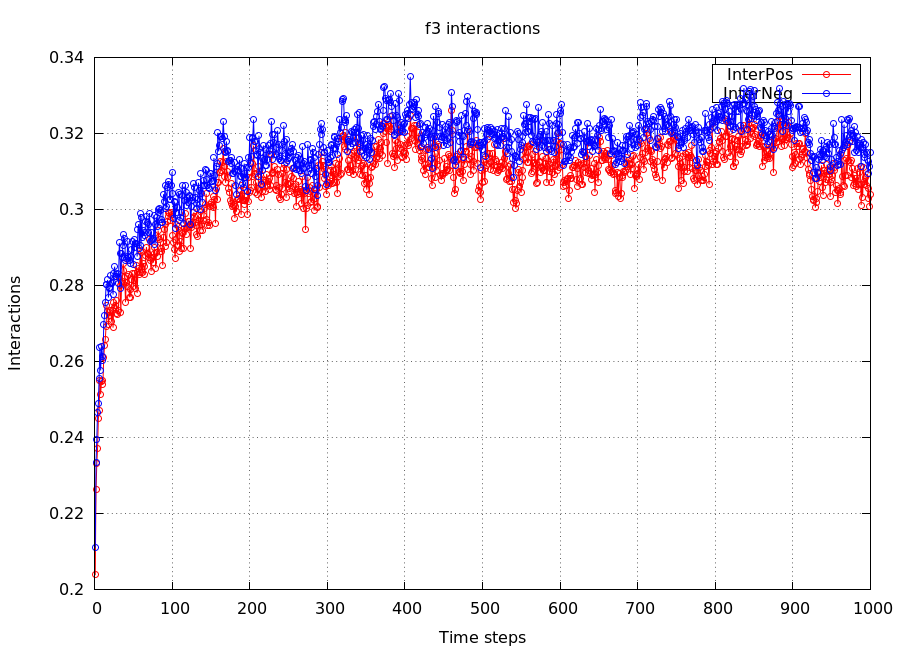 f3 interactions
0.34
0.32
0.3
0.28
0.26
0.24
0.22
0.2
Interactions
InterPos
InterNeg
0 100 200 300 400 500 600 700 800 900 1000
Time steps